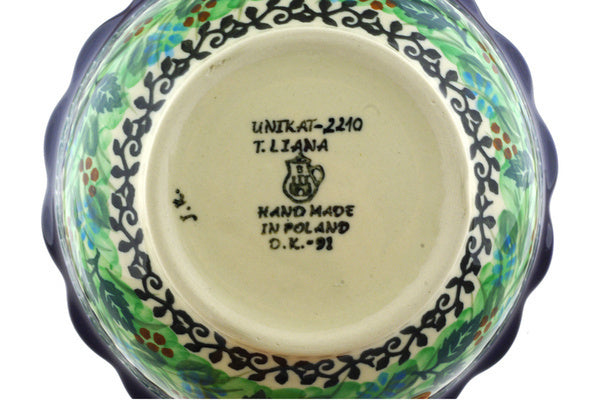 UNIKAT-2210
T. LIANA
HAND MADE
IN POLAND
D.K.-91
J.K.